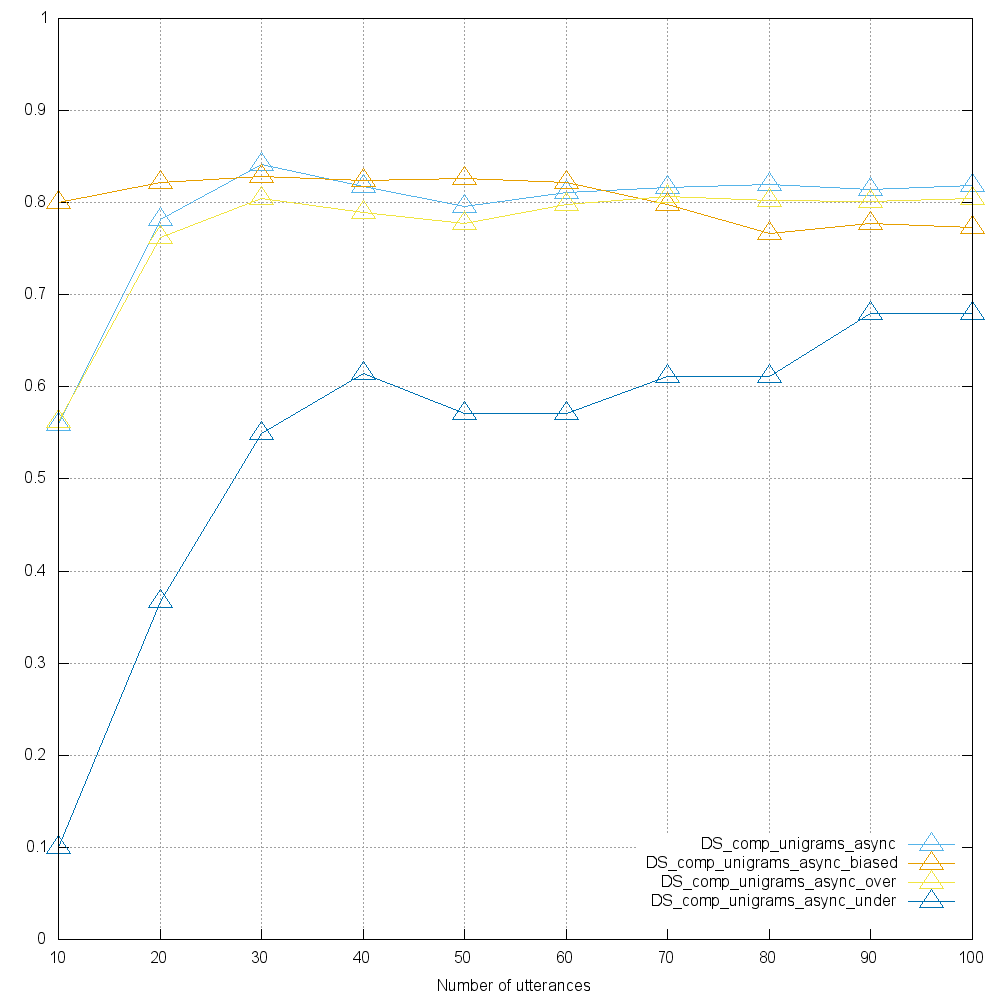 1
0.9
0.8
0.7
0.6
0.5
0.4
0.3
0.2
0.1
0
DS_comp_unigrams_async
DS_comp_unigrams_async_biased
DS_comp_unigrams_async_over
DS_comp_unigrams_async_under
10 20 30 40 50 60 70 80 90 100
Number of utterances